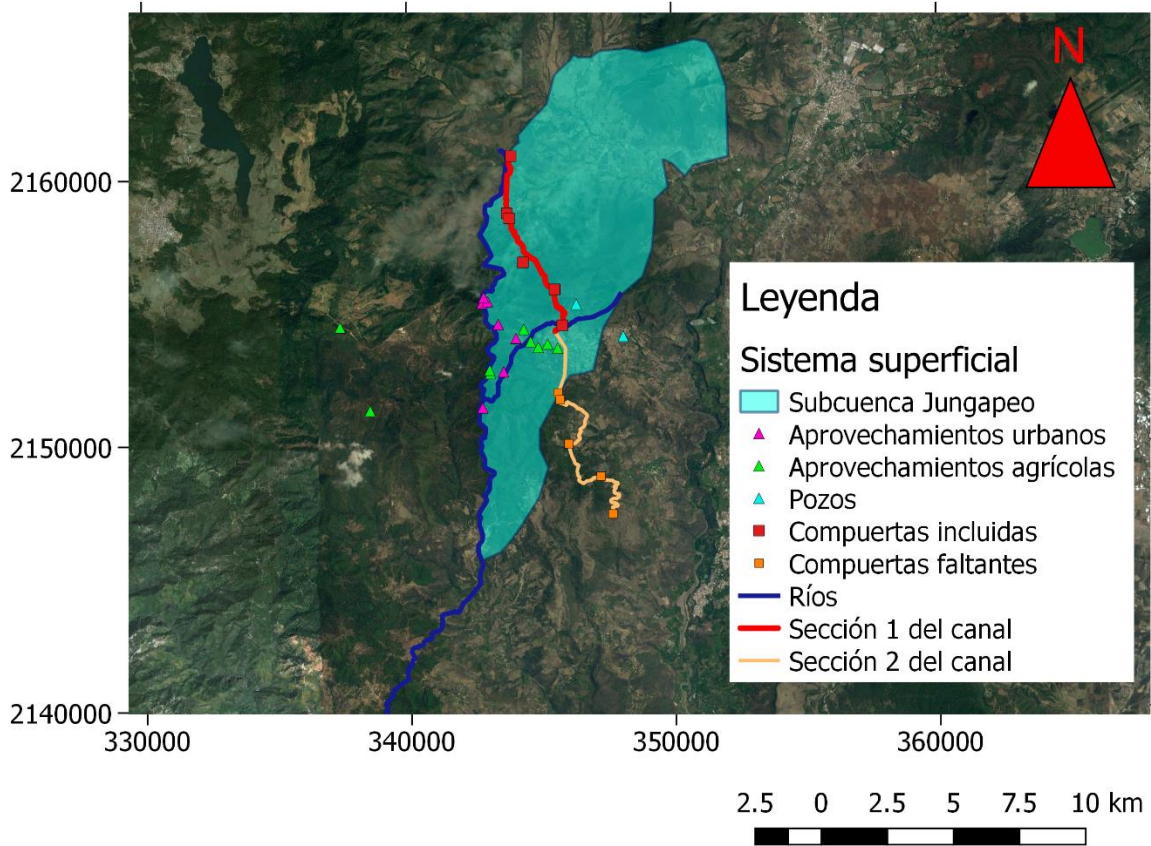 N
2160000
2150000
2140000
330000
340000
350000
360000
Leyenda
Sistema superficial
Subcuenca Jungapeo
Aprovechamientos urbanos
Aprovechamientos agrícolas
Pozos
Compuertas incluidas
Compuertas faltantes
Ríos
Sección 1 del canal
Sección 2 del canal
2.5 0 2.5 5 7.5 10 km